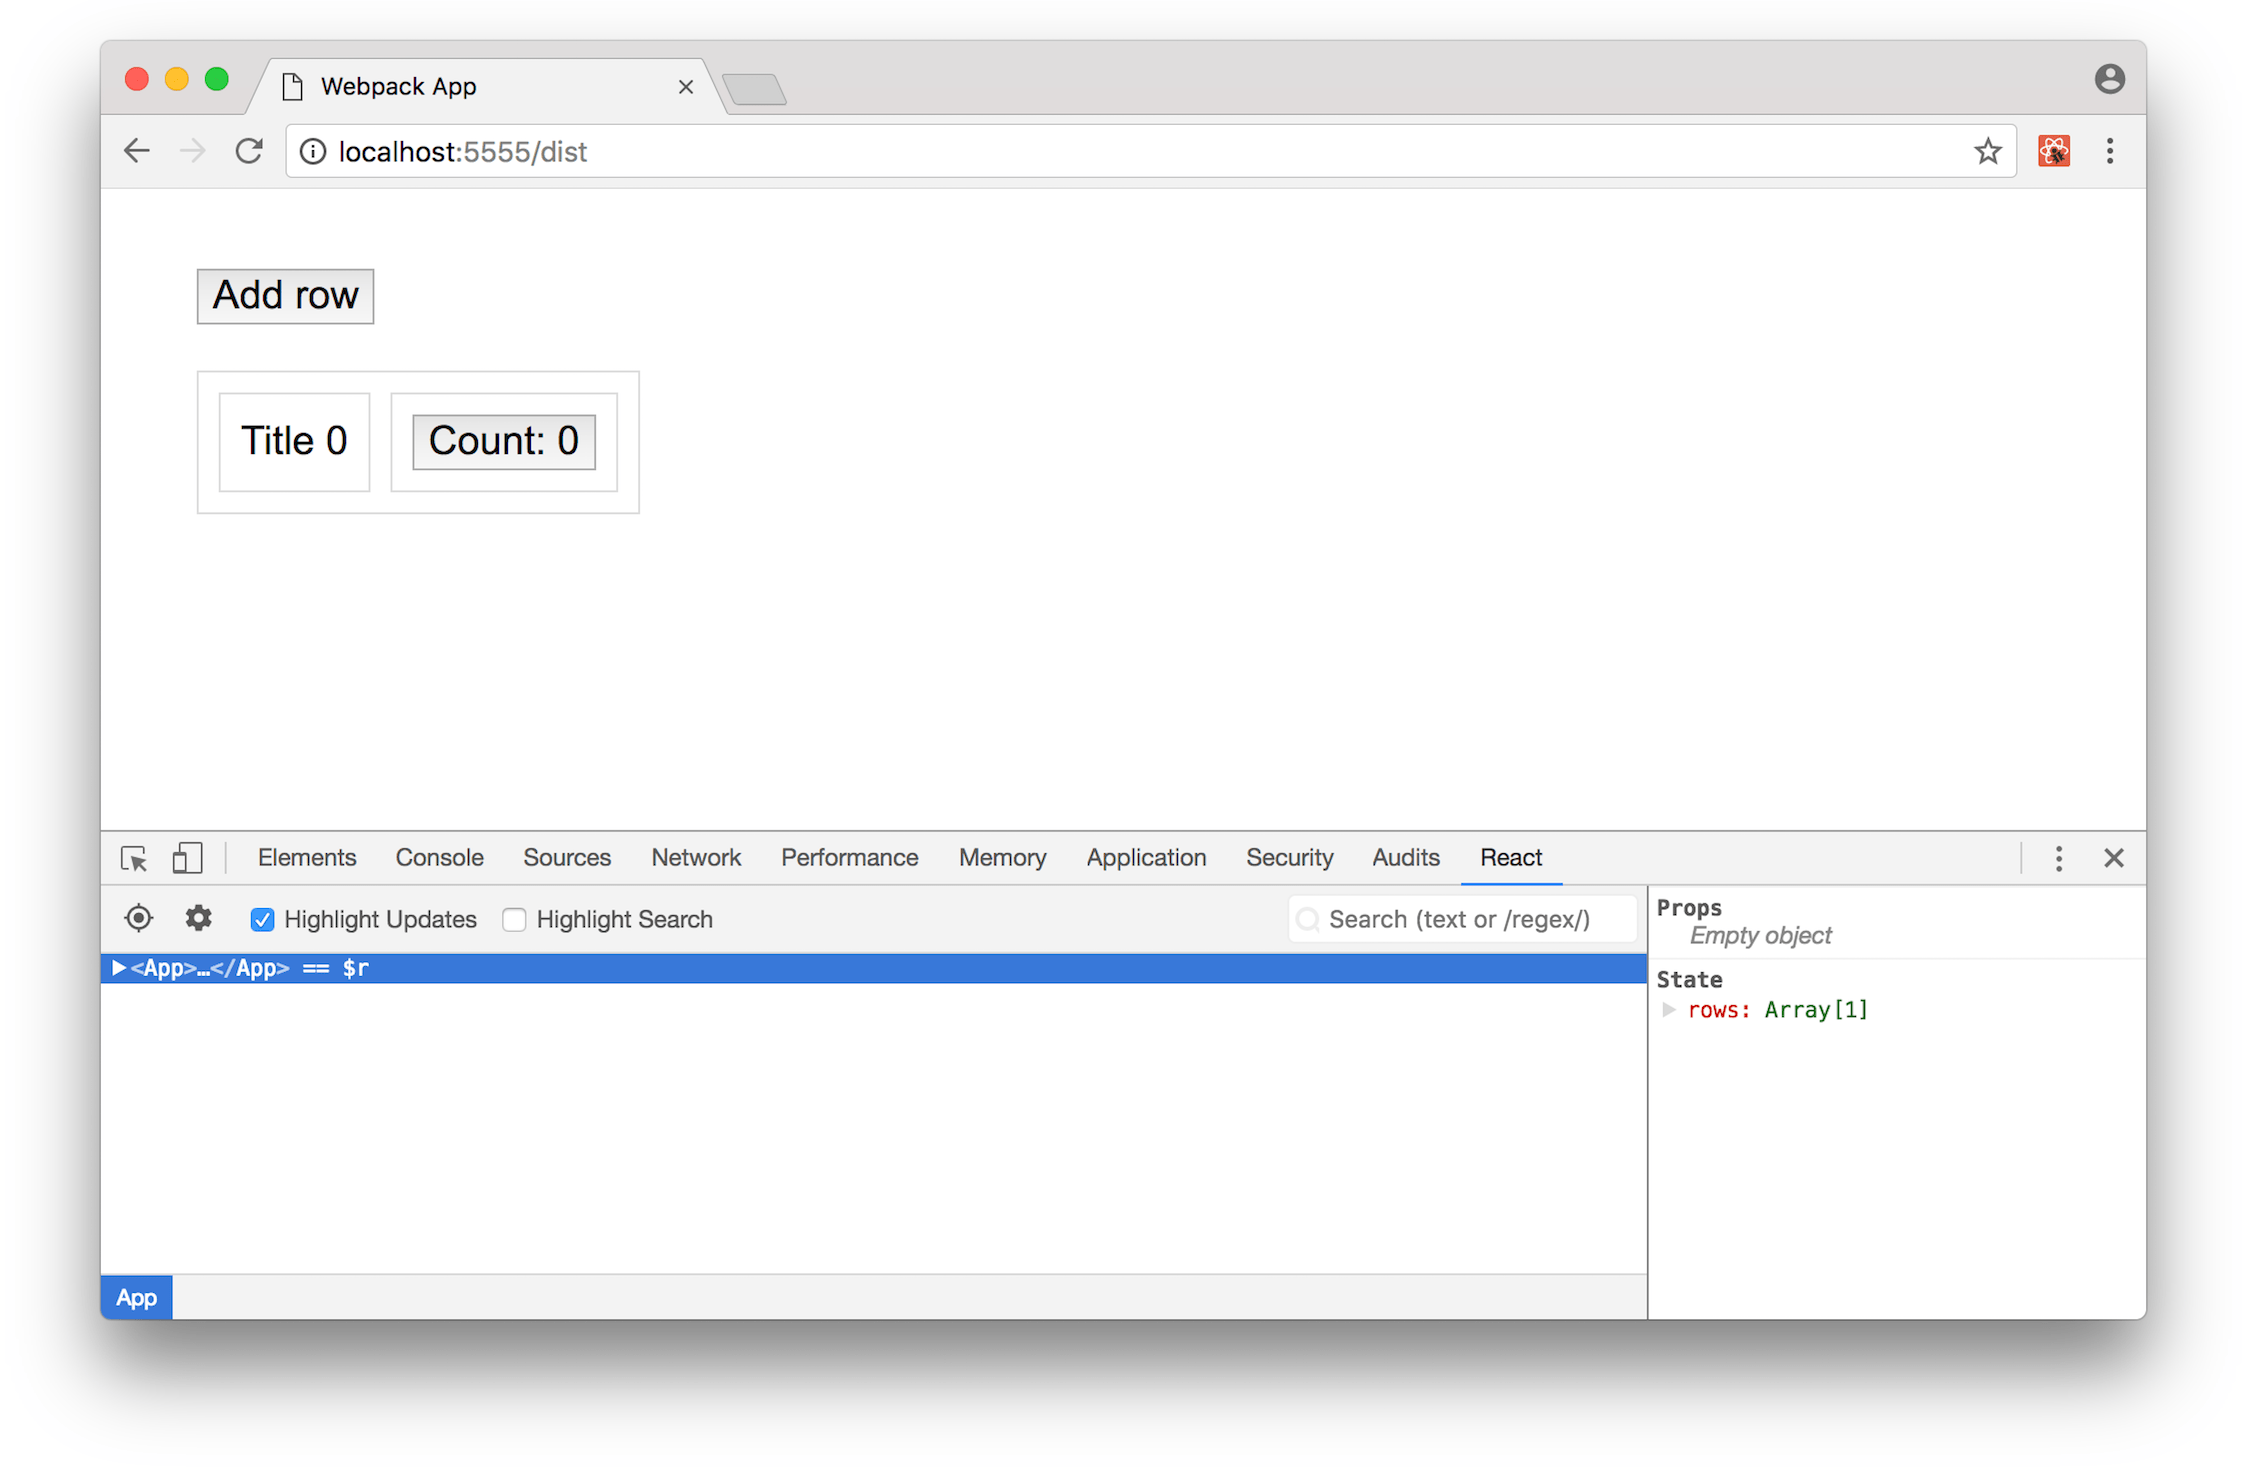 Webpack App
localhost:5555/dist
Add row
Title 0
Count: 0
Elements Console Sources Network Performance Memory Application Security Audits React
Highlight Updates Highlight Search Search (text or /regex/)
<App>…</App> == $r
Props
Empty object
State
rows: Array[1]
App